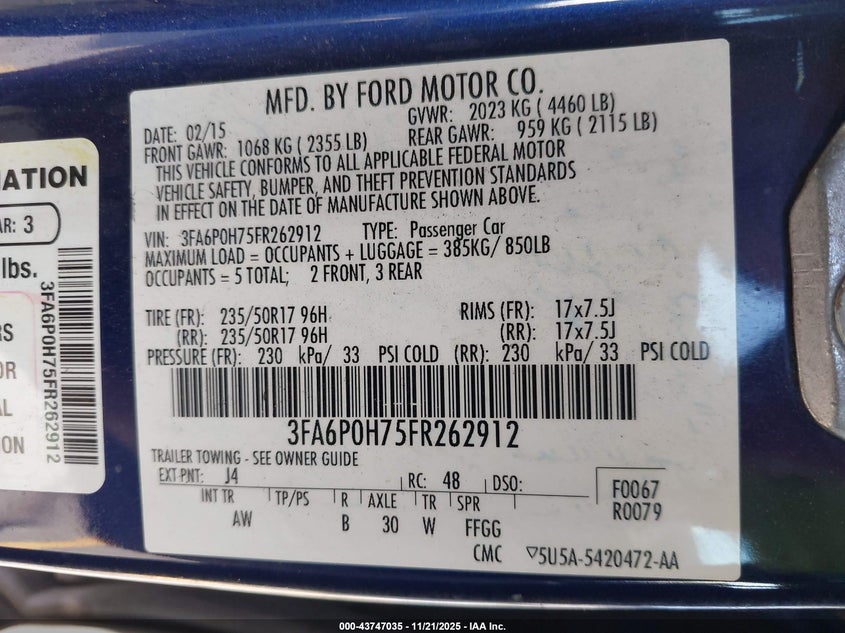 MFD. BY FORD MOTOR CO.
DATE: 02/15 GVWR: 2023 KG ( 4460 LB)
FRONT GAWR: 1068 KG ( 2355 LB) REAR GAWR: 959 KG ( 2115 LB)
THIS VEHICLE CONFORMS TO ALL APPLICABLE FEDERAL MOTOR
VEHICLE SAFETY, BUMPER, AND THEFT PREVENTION STANDARDS
IN EFFECT ON THE DATE OF MANUFACTURE SHOWN ABOVE.
VIN: 3FA6P0H75FR262912 TYPE: Passenger Car
MAXIMUM LOAD = OCCUPANTS + LUGGAGE = 385KG/ 850LB
OCCUPANTS = 5 TOTAL; 2 FRONT, 3 REAR
TIRE (FR): 235/50R17 96H RIMS (FR): 17x7.5J
(RR): 235/50R17 96H (RR): 17x7.5J
PRESSURE (FR): 230 kPa/ 33 PSI COLD (RR): 230 kPa/ 33 PSI COLD
3FA6P0H75FR262912
TRAILER TOWING - SEE OWNER GUIDE
EXT PNT: J4 RC: 48 DSO:
F0067
R0079
INT TR TP/PS R AXLE TR SPR
AW B 30 W FFGG
CMC ▽5U5A-5420472-AA
MATION
AR: 3
lbs.
RS
OR
AL
ION
3FA6P0H75FR262912
000-43747035 - 11/21/2025 - IAA Inc.